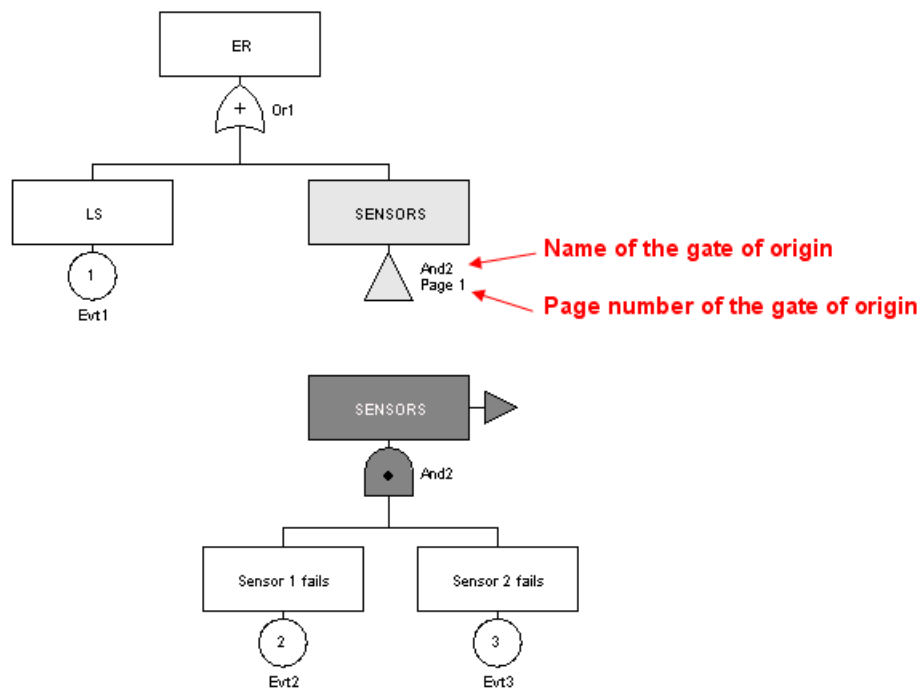 ER
+
Or1
LS
SENSORS
1
And2
Page 1
Name of the gate of origin
Page number of the gate of origin
Evt1
SENSORS
And2
Sensor 1 fails
Sensor 2 fails
2
3
Evt2
Evt3